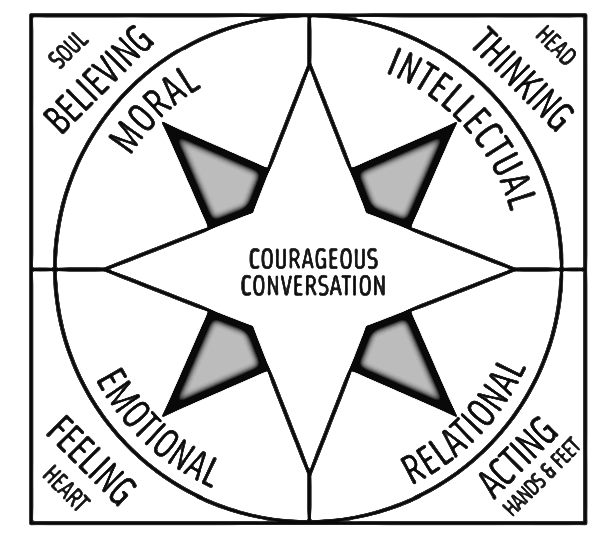 SOUL
BELIEVING
MORAL
HEAD
THINKING
INTELLECTUAL
COURAGEOUS
CONVERSATION
EMOTIONAL
FEELING
HEART
RELATIONAL
ACTING
HANDS & FEET